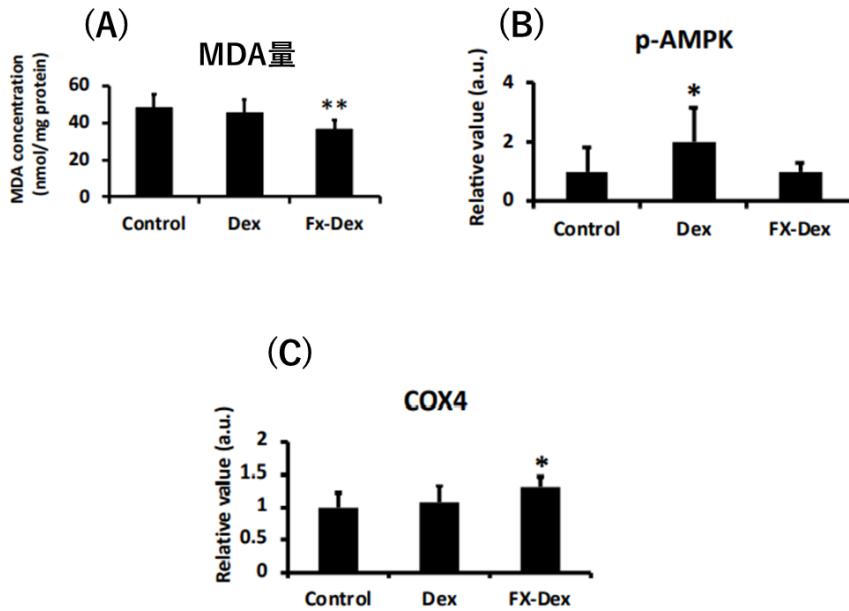 (A)
MDA量
MDA concentration
(nmol/mg protein)
60
40
20
0
**
Control Dex Fx-Dex
(B)
p-AMPK
Relative value (a.u.)
4
2
0
*
Control Dex FX-Dex
(C)
COX4
Relative value (a.u.)
2
1.5
1
0.5
0
*
Control Dex FX-Dex